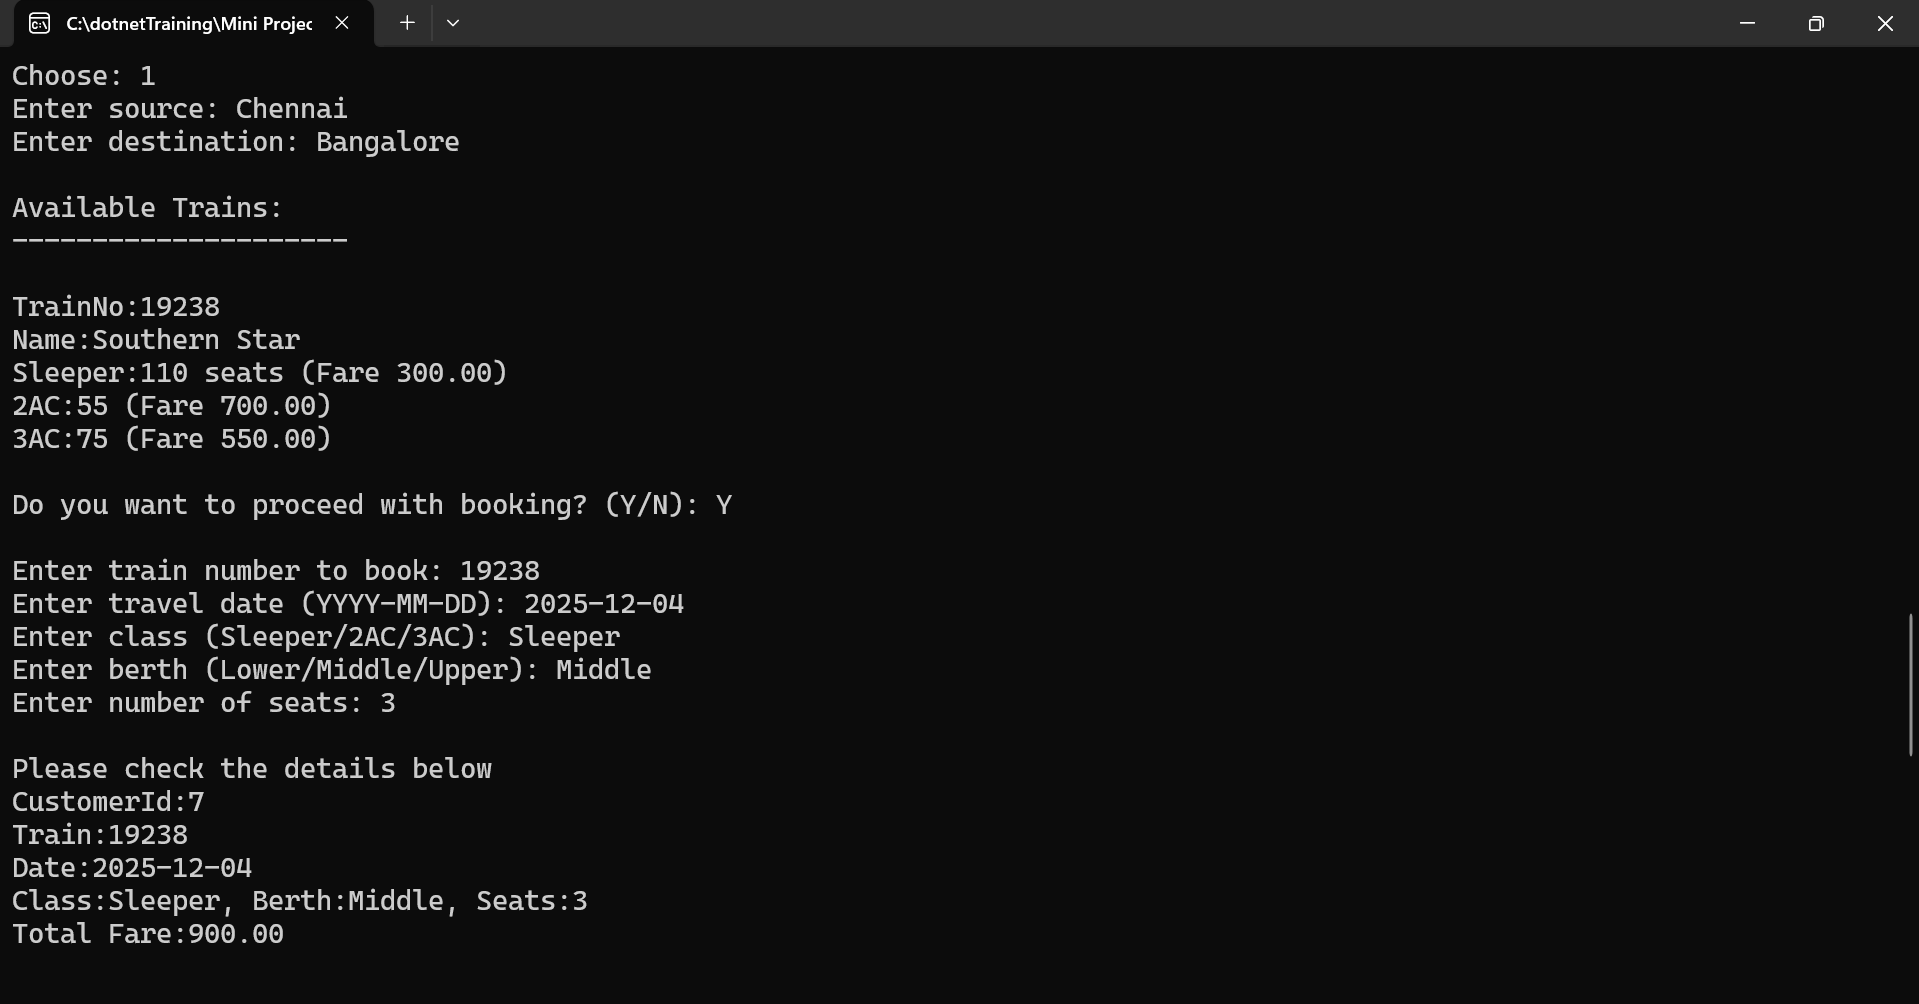 C:\dotnetTraining\Mini Projec
Choose: 1
Enter source: Chennai
Enter destination: Bangalore
Available Trains:
---------------------
TrainNo:19238
Name:Southern Star
Sleeper:110 seats (Fare 300.00)
2AC:55 (Fare 700.00)
3AC:75 (Fare 550.00)
Do you want to proceed with booking? (Y/N): Y
Enter train number to book: 19238
Enter travel date (YYYY-MM-DD): 2025-12-04
Enter class (Sleeper/2AC/3AC): Sleeper
Enter berth (Lower/Middle/Upper): Middle
Enter number of seats: 3
Please check the details below
CustomerId:7
Train:19238
Date:2025-12-04
Class:Sleeper, Berth:Middle, Seats:3
Total Fare:900.00